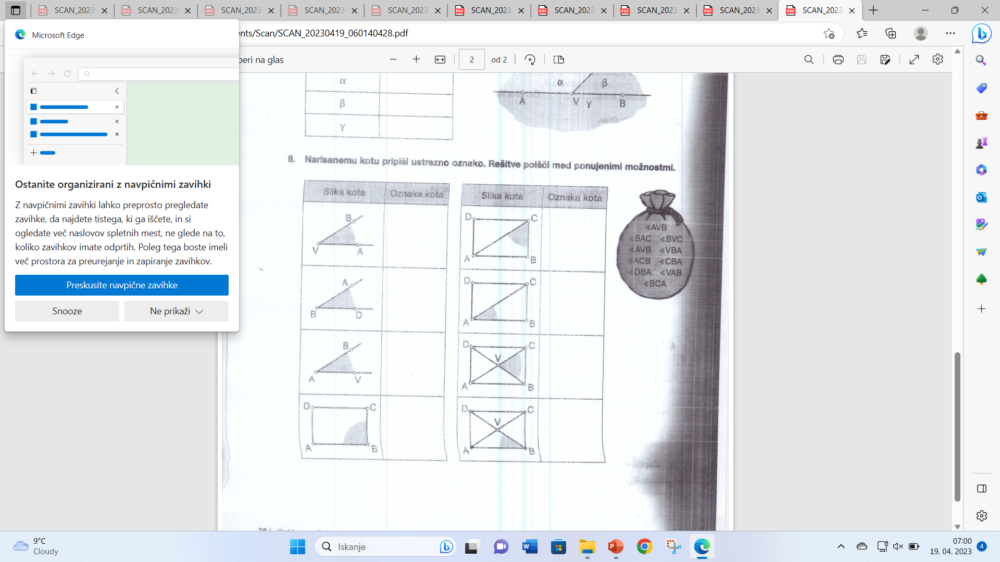 SCAN_2023
SCAN_2023
SCAN_2023
SCAN_2023
SCAN_2023
SCAN_2023
SCAN_2023
SCAN_2023
SCAN_2023
SCAN_2023
Microsoft Edge
Ostanite organizirani z navpičnimi zavihki
Z navpičnimi zavihki lahko preprosto pregledate
zavihke, da najdete tistega, ki ga iščete, in si
ogledate več naslovov spletnih mest, ne glede na to,
koliko zavihkov imate odprtih. Poleg tega boste imeli
več prostora za preurejanje in zapiranje zavihkov.
Preskusite navpične zavihke
Snooze
Ne prikaži
ents/Scan/SCAN_20230419_060140428.pdf
beri na glas
2
od 2
α
β
γ
α
β
A
V
γ
B
8. Narisanemu kotu pripiši ustrezno oznako. Rešitve poišči med ponujenimi možnostmi.
Slika kota
Oznaka kota
B
V
A
A
B
D
B
A
V
D
C
A
B
Slika kota
Oznaka kota
D
C
A
B
D
C
A
B
D
C
V
A
B
D
C
V
A
B
∢AVB
∢BAC ∢BVC
∢AVB ∢VBA
∢ACB ∢CBA
∢DBA ∢VAB
∢BCA
9°C
Cloudy
Iskanje
07:00
19. 04. 2023
4